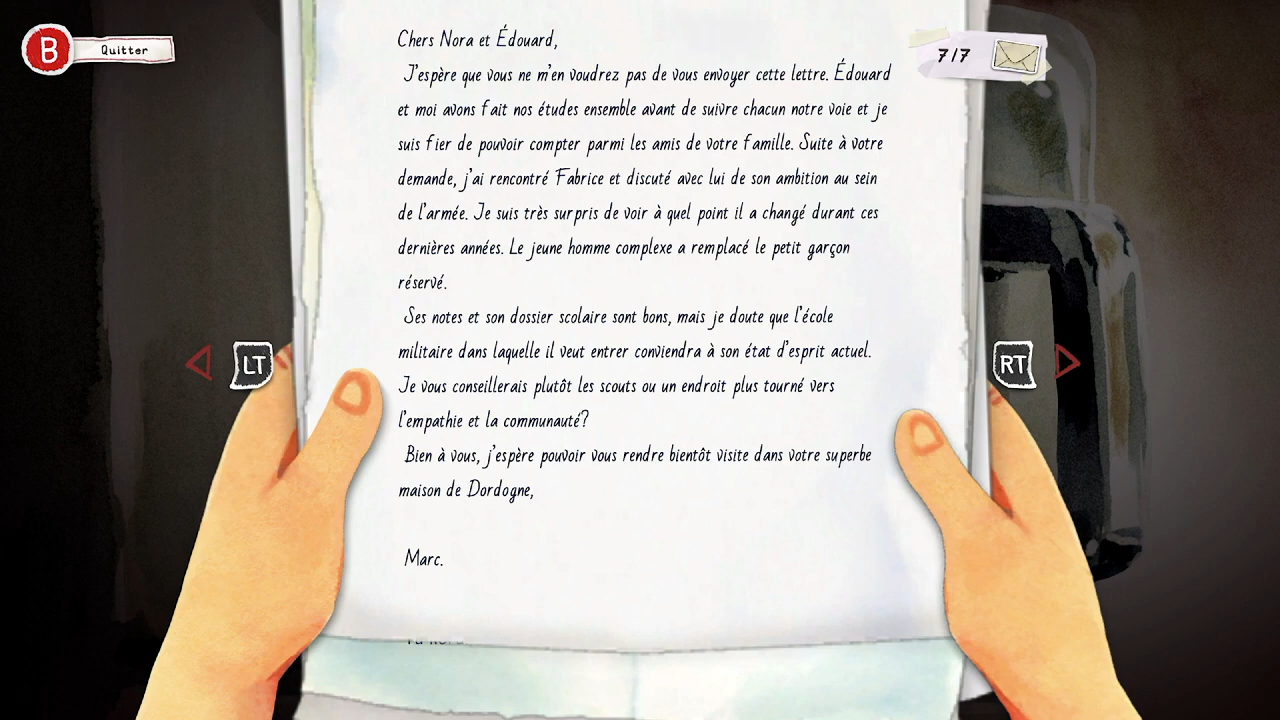 B Quitter
7/7
Chers Nora et Édouard,
J'espère que vous ne m'en voudrez pas de vous envoyer cette lettre. Édouard
et moi avons fait nos études ensemble avant de suivre chacun notre voie et je
suis fier de pouvoir compter parmi les amis de votre famille. Suite à votre
demande, j'ai rencontré Fabrice et discuté avec lui de son ambition au sein
de l'armée. Je suis très surpris de voir à quel point il a changé durant ces
dernières années. Le jeune homme complexe a remplacé le petit garçon
réservé.
Ses notes et son dossier scolaire sont bons, mais je doute que l'école
militaire dans laquelle il veut entrer conviendra à son état d'esprit actuel.
Je vous conseillerais plutôt les scouts ou un endroit plus tourné vers
l'empathie et la communauté?
Bien à vous, j'espère pouvoir vous rendre bientôt visite dans votre superbe
maison de Dordogne,
Marc.
LT
RT